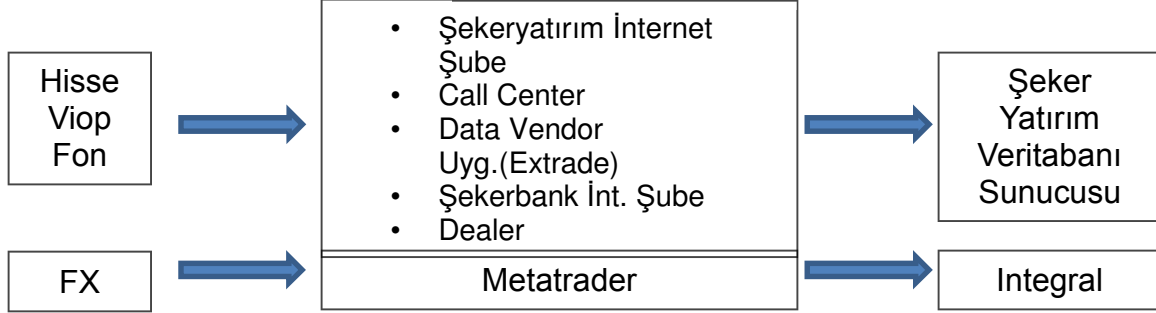 Hisse
Viop
Fon
• Şekeryatırım İnternet
Şube
• Call Center
• Data Vendor
Uyg.(Extrade)
• Şekerbank İnt. Şube
• Dealer
Şeker
Yatırım
Veritabanı
Sunucusu
FX
Metatrader
Integral